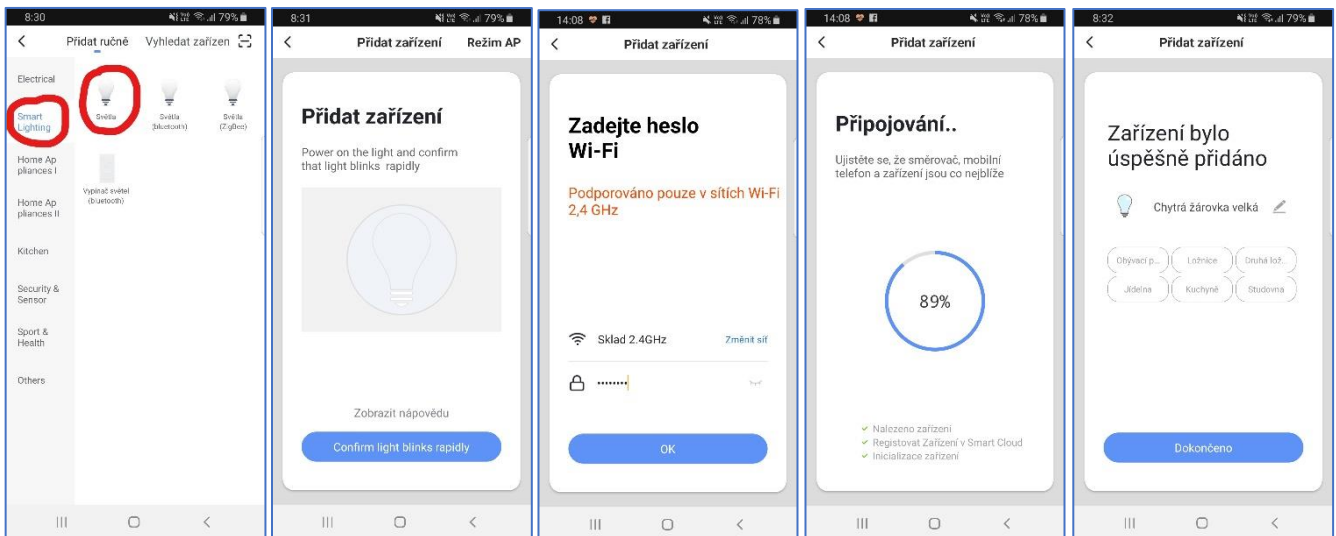 8:30
79%
Přidat ručně Vyhledat zařízen
Electrical
Smart
Lighting
Home Ap
pliances I
Home Ap
pliances II
Kitchen
Security &
Sensor
Sport &
Health
Others
Světla
Světla
(bluetooth)
Světla
(ZigBee)
Vypínač světel
(bluetooth)
8:31
79%
Přidat zařízení Režim AP
Přidat zařízení
Power on the light and confirm
that light blinks rapidly
Zobrazit nápovědu
Confirm light blinks rapidly
14:08
78%
Přidat zařízení
Zadejte heslo
Wi-Fi
Podporováno pouze v sítích Wi-Fi
2,4 GHz
Sklad 2.4GHz Změnit síť
OK
14:08
78%
Přidat zařízení
Připojování..
Ujistěte se, že směrovač, mobilní
telefon a zařízení jsou co nejblíže
89%
Nalezeno zařízení
Registovat Zařízení v Smart Cloud
Inicializace zařízení
8:32
79%
Přidat zařízení
Zařízení bylo
úspěšně přidáno
Chytrá žárovka velká
Obývací p... Ložnice Druhá lož...
Jídelna Kuchyně Studovna
Dokončeno